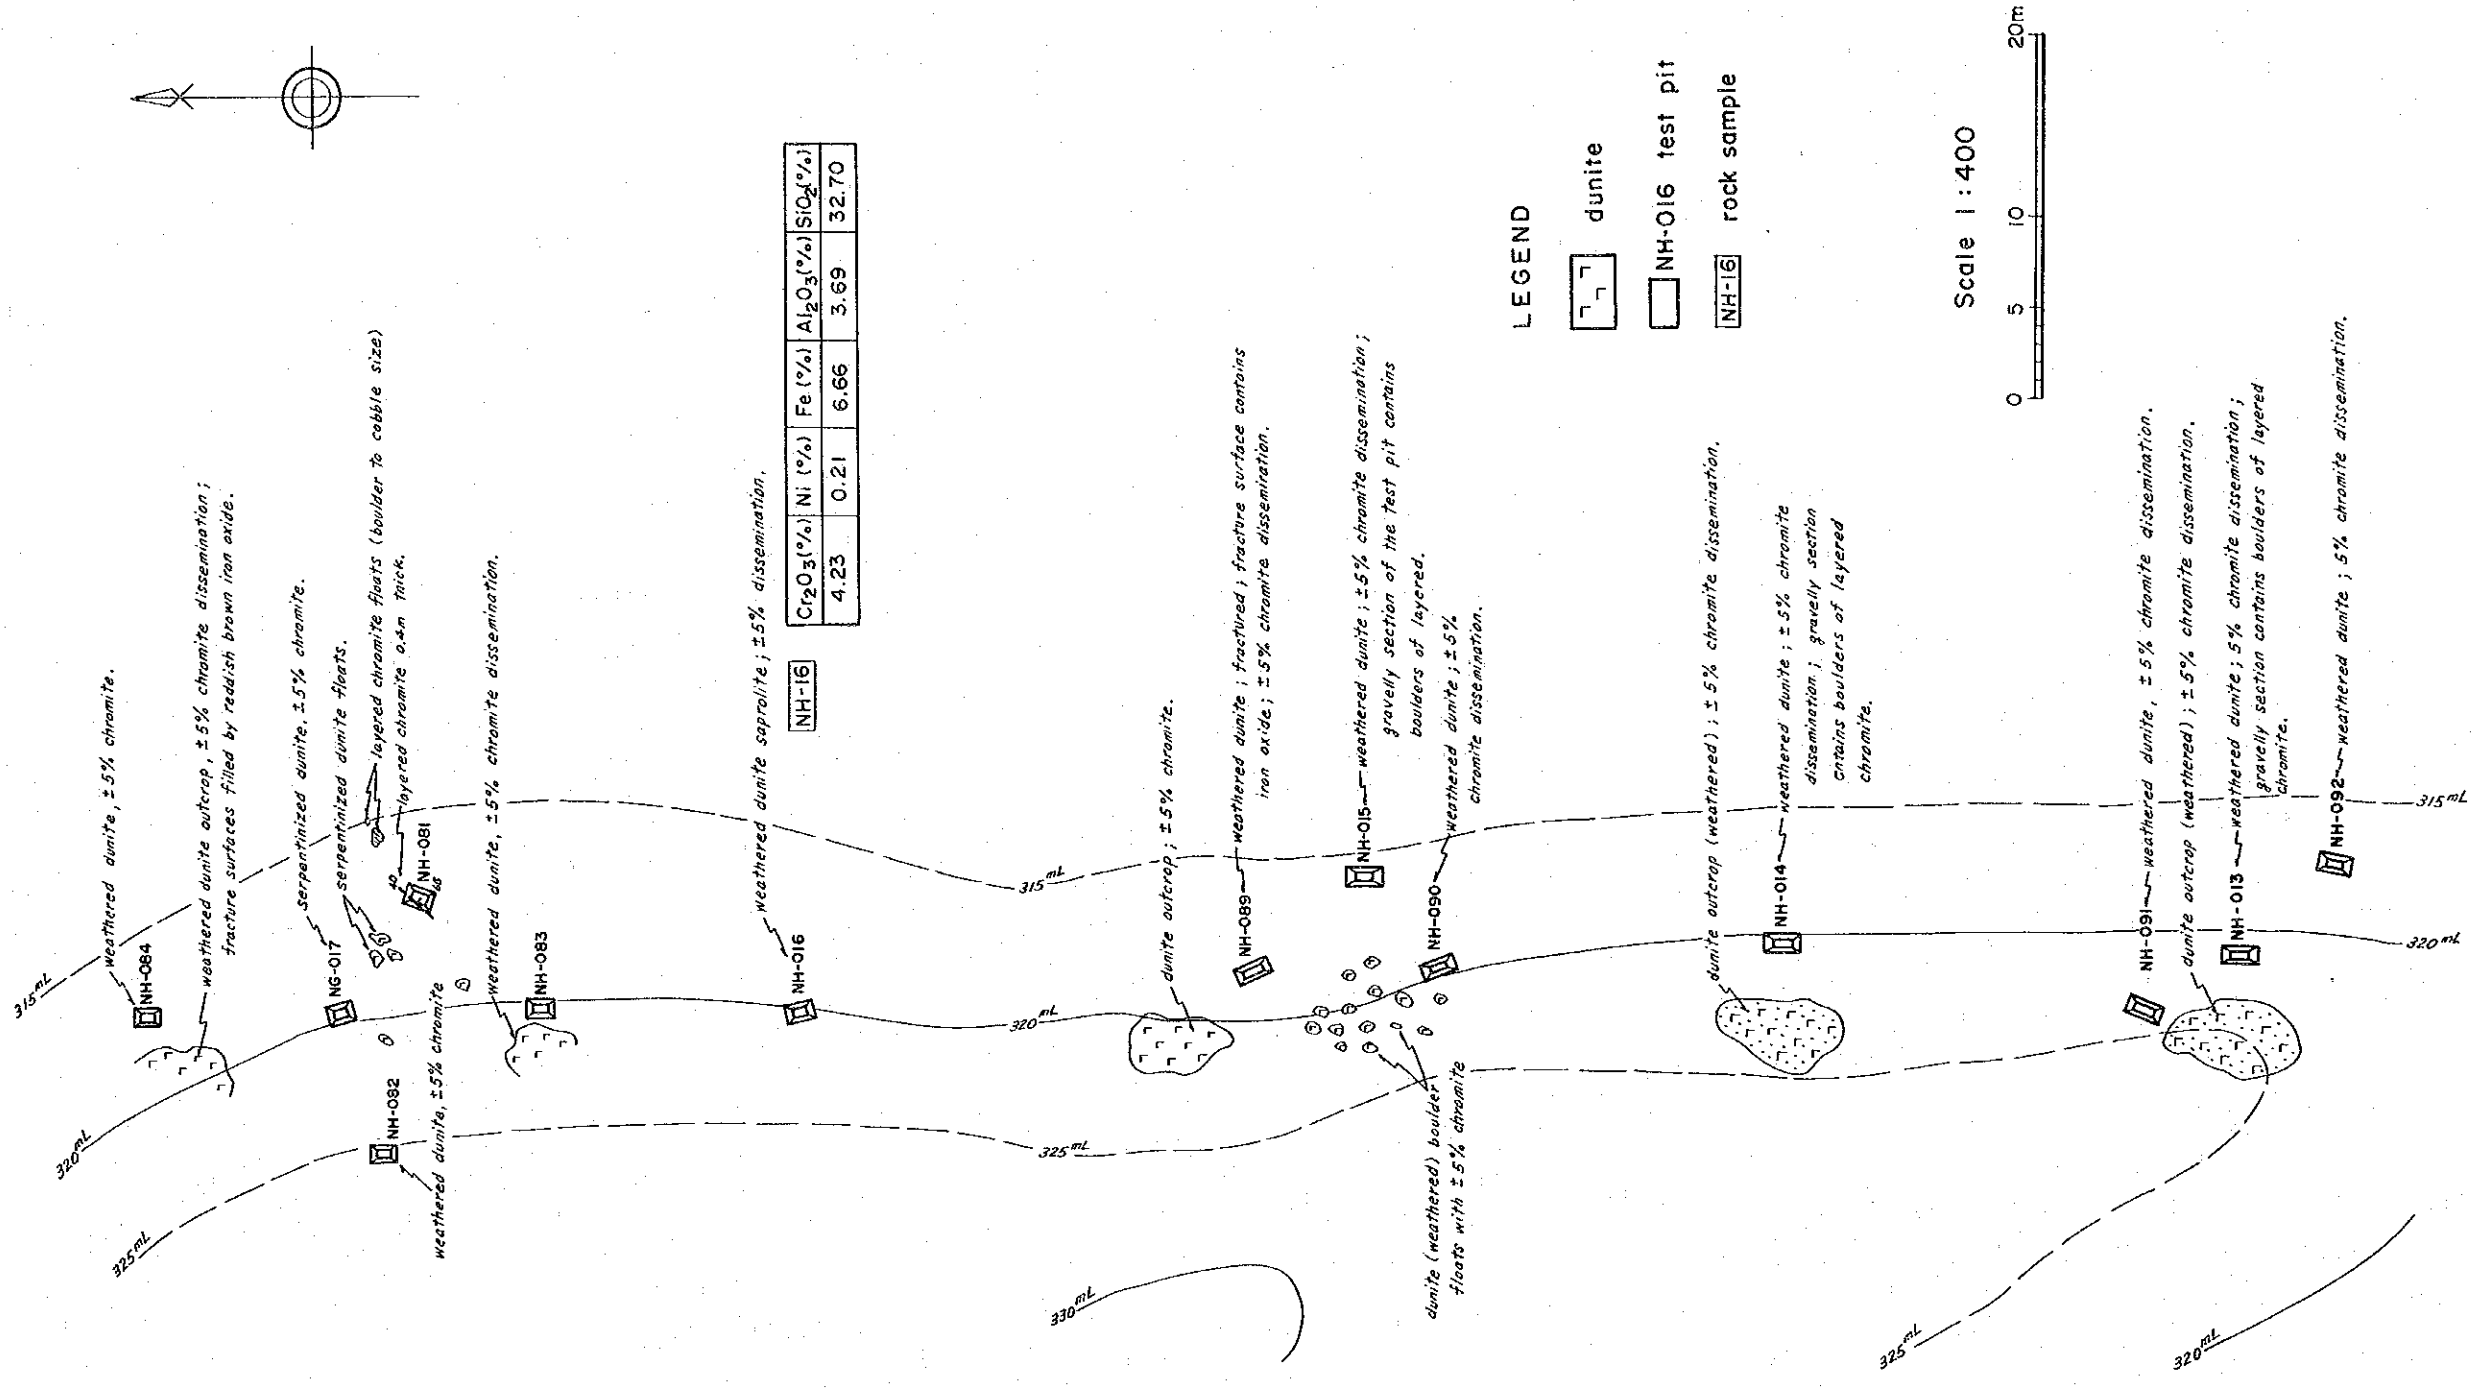 315mL
320mL
325mL
NH-084
weathered dunite, ±5% chromite.
weathered dunite outcrop, ±5% chromite dissemination;
fracture surfaces filled by reddish brown iron oxide.
NG-017
serpentinized dunite, ±5% chromite.
serpentinized dunite floats.
layered chromite floats (boulder to cobble size)
layered chromite 0.4m thick.
40
NH-081
65
NH-082
weathered dunite, ±5% chromite
weathered dunite, ±5% chromite dissemination.
NH-083
NH-016
weathered dunite saprolite; ±5% dissemination.
NH-16
Cr2O3(%) Ni (%) Fe (%) Al2O3(%) SiO2(%)
4.23 0.21 6.66 3.69 32.70
315mL
320mL
325mL
330mL
dunite outcrop; ±5% chromite.
NH-089
weathered dunite; fractured; fracture surface contains
iron oxide; ±5% chromite dissemination.
NH-015
weathered dunite; ±5% chromite dissemination;
gravelly section of the test pit contains
boulders of layered.
NH-090
weathered dunite; ±5%
chromite dissemination.
dunite (weathered) boulder
floats with ±5% chromite
dunite outcrop (weathered); ±5% chromite dissemination.
NH-014
weathered dunite; ±5% chromite
dissemination; gravelly section
cntains boulders of layered
chromite.
NH-091
weathered dunite, ±5% chromite dissemination.
dunite outcrop (weathered); ±5% chromite dissemination.
NH-013
weathered dunite; 5% chromite dissemination;
gravelly section contains boulders of layered
chromite.
NH-092
weathered dunite; 5% chromite dissemination.
315mL
320mL
325mL
320mL
LEGEND
dunite
NH-016 test pit
NH-16 rock sample
Scale 1:400
0 5 10 20m